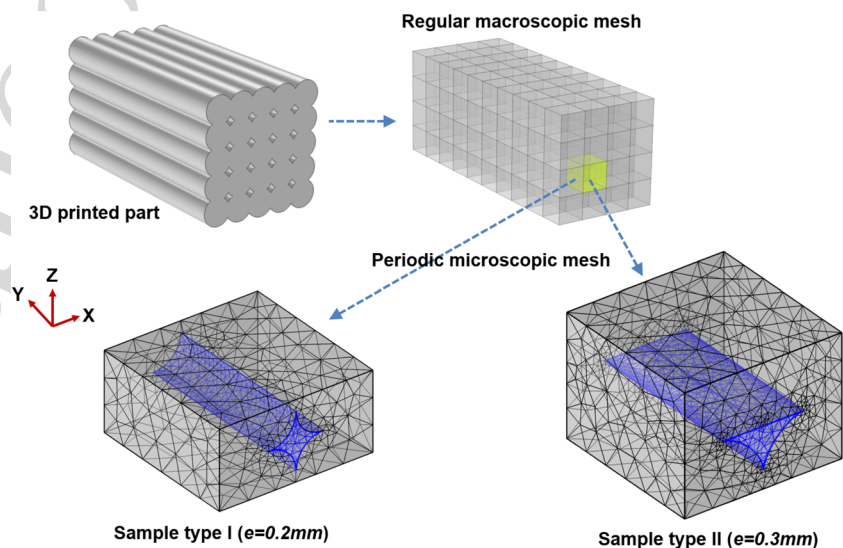 Regular macroscopic mesh
3D printed part
Periodic microscopic mesh
Z
Y
X
Sample type I (e=0.2mm)
Sample type II (e=0.3mm)